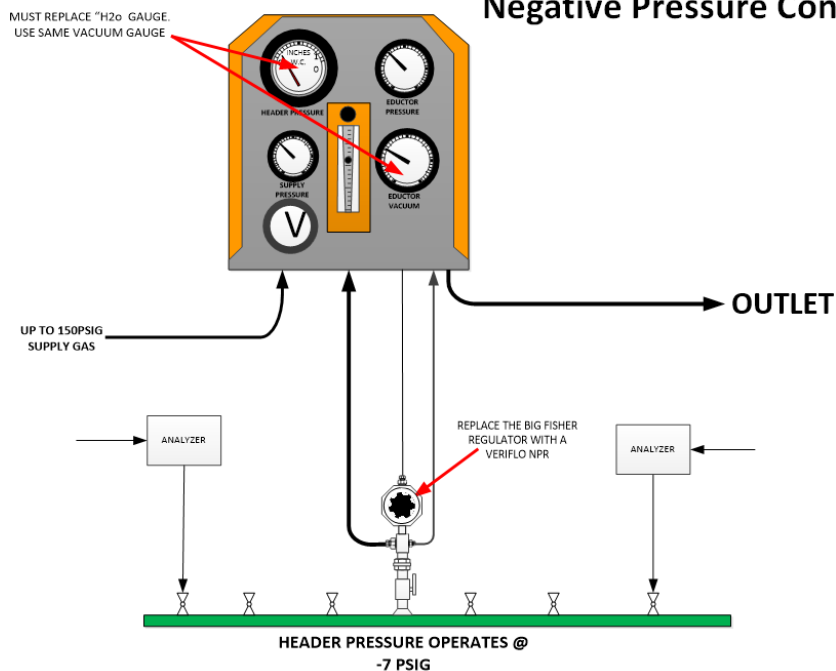 Negative Pressure Con
MUST REPLACE "H2o GAUGE.
USE SAME VACUUM GAUGE
INCHES
W.C.
1
0
HEADER PRESSURE
EDUCTOR
PRESSURE
SUPPLY
PRESSURE
EDUCTOR
VACUUM
V
OUTLET
UP TO 150PSIG
SUPPLY GAS
REPLACE THE BIG FISHER
REGULATOR WITH A
VERIFLO NPR
ANALYZER
ANALYZER
HEADER PRESSURE OPERATES @
-7 PSIG